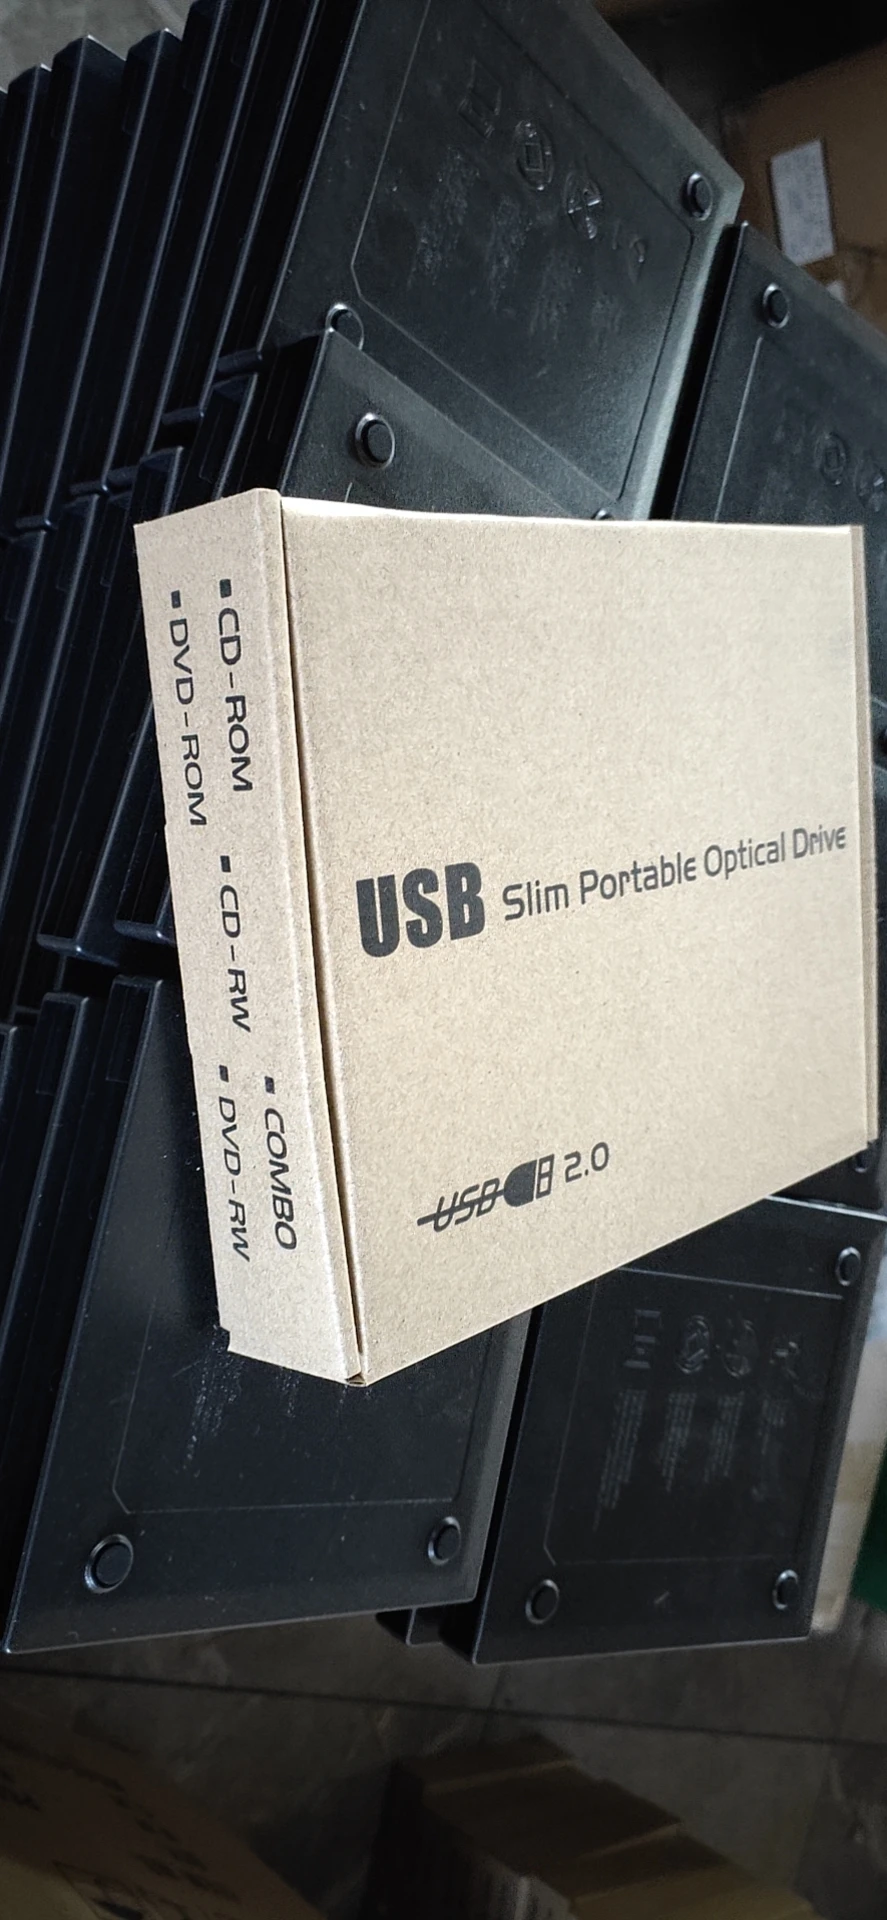 USB Slim Portable Optical Drive
USB 2.0
■ CD-ROM
■ DVD-ROM
■ CD-RW
■ COMBO
■ DVD-RW